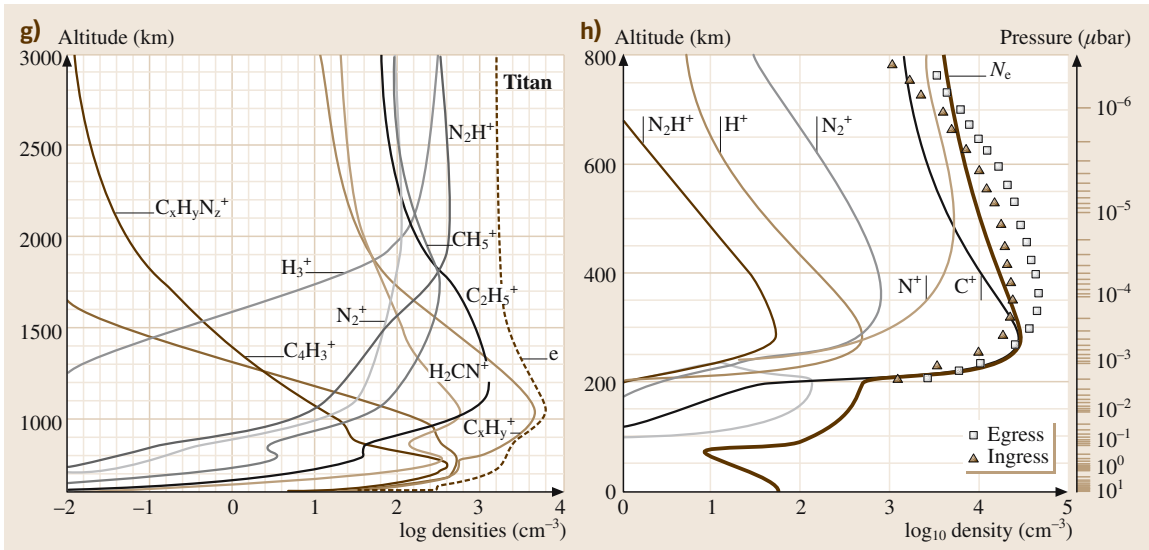 g) Altitude (km)
3000
2500
2000
1500
1000
–2 –1 0 1 2 3 4
log densities (cm⁻³)
Titan
N₂H⁺
CₓHᵧN_z⁺
CH₅⁺
H₃⁺
C₂H₅⁺
N₂⁺
C₄H₃⁺
e
H₂CN⁺
CₓHᵧ⁺
h) Altitude (km) Pressure (μbar)
800
600
400
200
0
0 1 2 3 4 5
log₁₀ density (cm⁻³)
Nₑ
N₂H⁺ H⁺ N₂⁺
N⁺ C⁺
Egress
Ingress
10⁻⁶
10⁻⁵
10⁻⁴
10⁻³
10⁻²
10⁻¹
10⁰
10¹